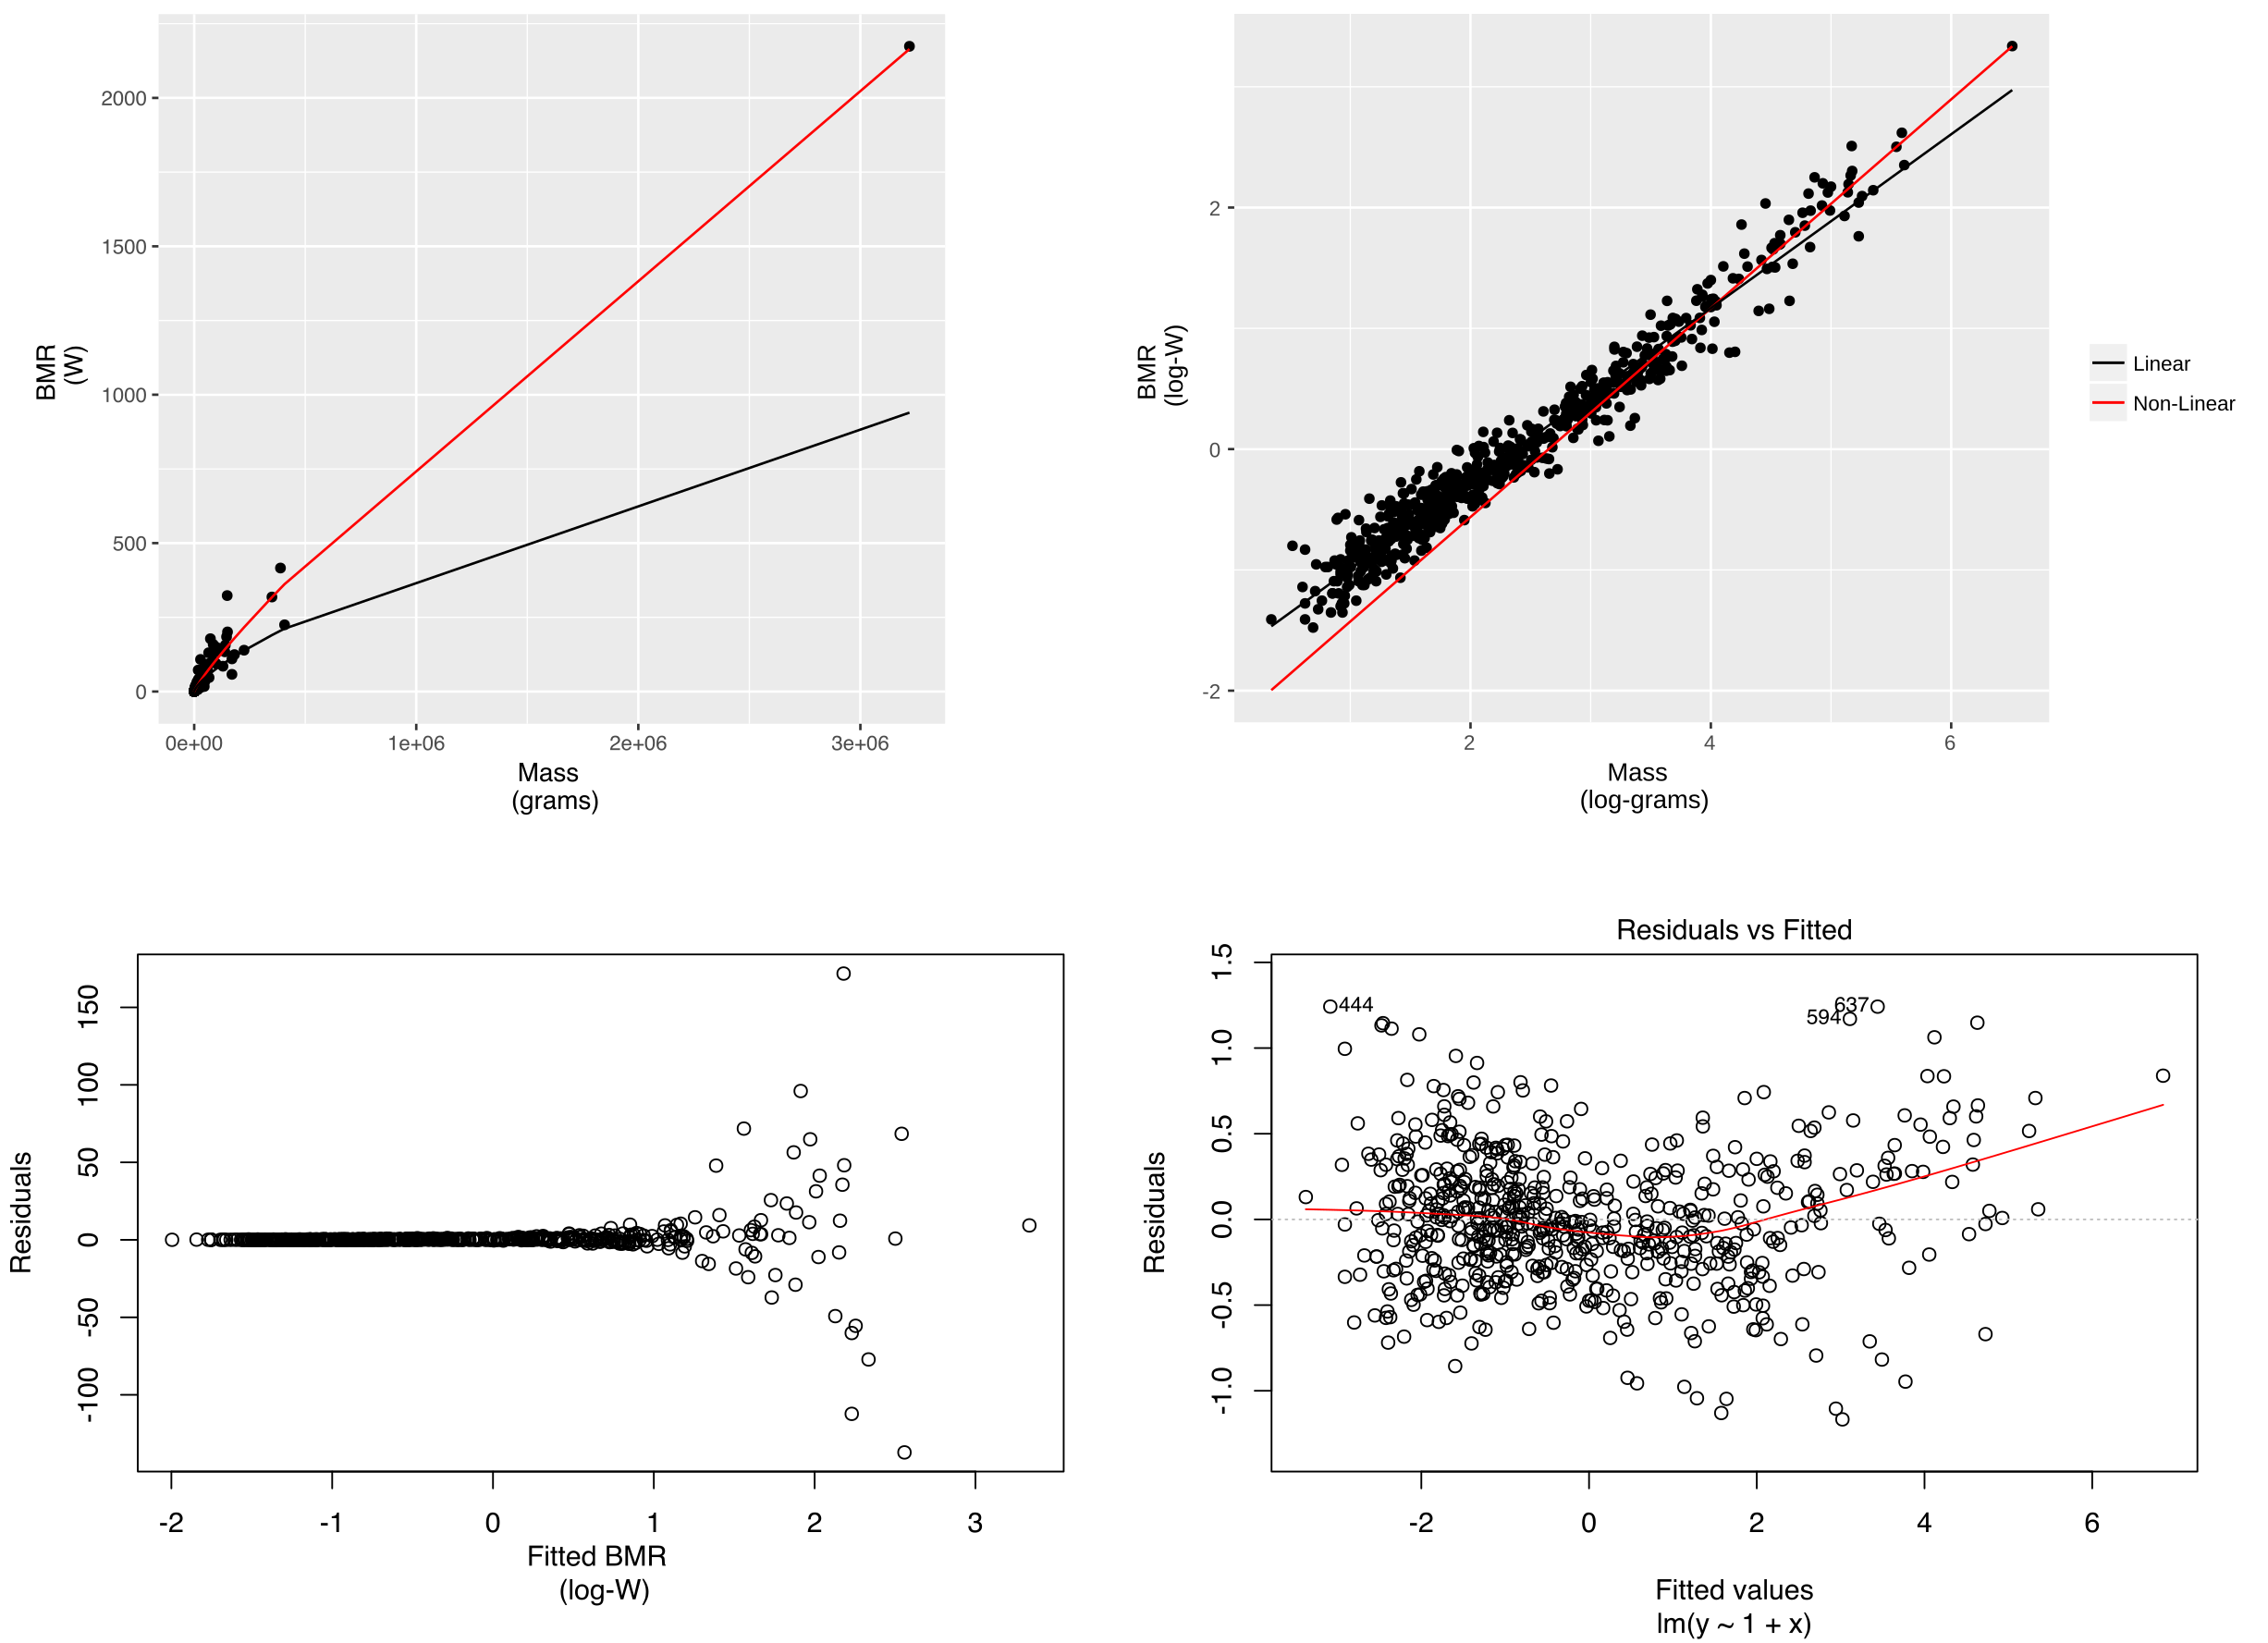 2000
1500
1000
500
0
BMR
(W)
0e+00 1e+06 2e+06 3e+06
Mass
(grams)
2
0
-2
BMR
(log-W)
2 4 6
Mass
(log-grams)
Linear
Non-Linear
150
100
50
0
-50
-100
Residuals
-2 -1 0 1 2 3
Fitted BMR
(log-W)
Residuals vs Fitted
1.5
1.0
0.5
0.0
-0.5
-1.0
Residuals
444
637
594
-2 0 2 4 6
Fitted values
lm(y ~ 1 + x)